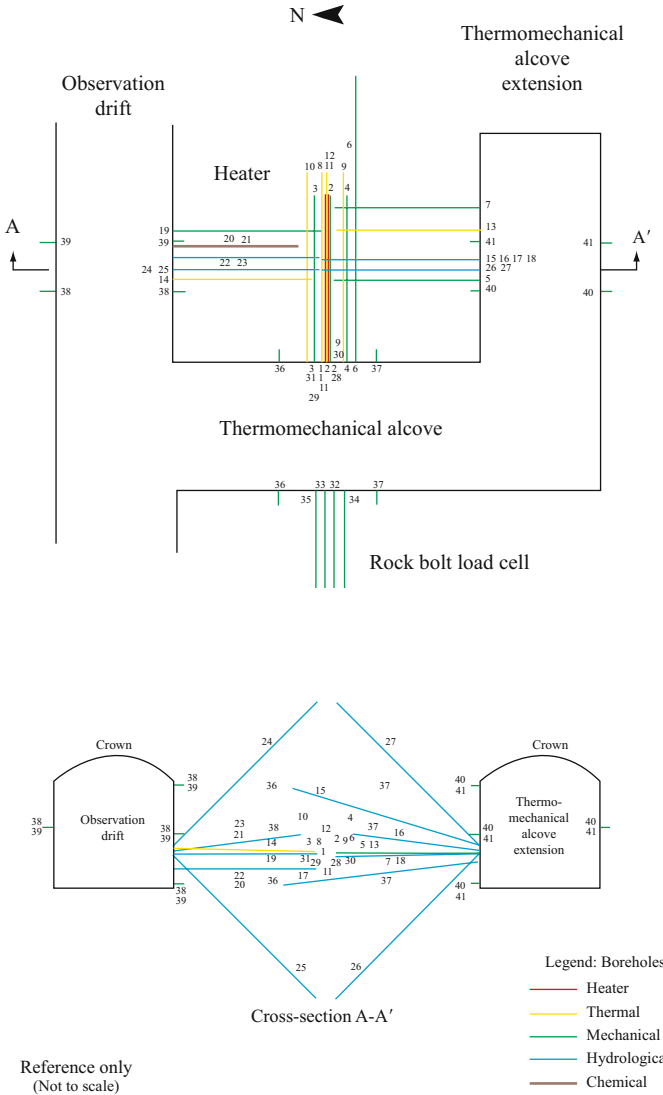 N
Thermomechanical
alcove
extension
Observation
drift
Heater
6
12
10 8 11 9
3 2 4
7
19
13
20 21
39
41
A
A′
39
41
22 23
15 16 17 18
24 25
26 27
14
5
38
38
40
40
9
30
36
3 1 2 2 4 6
37
31 1 28
11
29
Thermomechanical alcove
36 33 32 37
35 34
Rock bolt load cell
24
27
Crown
Crown
36
37
38
39
15
40
41
Observation
drift
Thermo-
mechanical
alcove
extension
38
39
10
4
23
38
12
37
16
38
39
40
41
40
41
21
14
3 8
2 9 6
5 13
1
19
31
29
28
30
7 18
22
20
36
17
11
37
38
39
40
41
25
26
Cross-section A-A′
Legend: Boreholes
Heater
Thermal
Mechanical
Hydrological
Chemical
Reference only
(Not to scale)